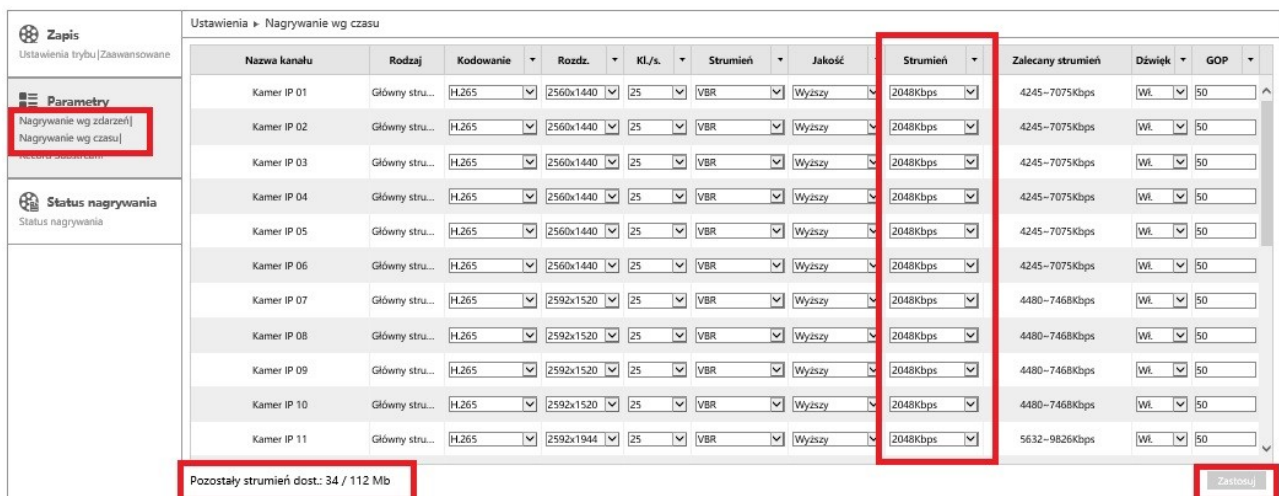 Ustawienia ▸ Nagrywanie wg czasu
Zapis
Ustawienia trybu|Zaawansowane
Parametry
Nagrywanie wg zdarzeń|
Nagrywanie wg czasu|
Status nagrywania
Status nagrywania
Nazwa kanału Rodzaj Kodowanie Rozdz. Kl./s. Strumień Jakość Strumień Zalecany strumień Dźwięk GOP
Kamer IP 01 Główny stru... H.265 2560x1440 25 VBR Wyższy 2048Kbps 4245~7075Kbps Wł. 50
Kamer IP 02 Główny stru... H.265 2560x1440 25 VBR Wyższy 2048Kbps 4245~7075Kbps Wł. 50
Kamer IP 03 Główny stru... H.265 2560x1440 25 VBR Wyższy 2048Kbps 4245~7075Kbps Wł. 50
Kamer IP 04 Główny stru... H.265 2560x1440 25 VBR Wyższy 2048Kbps 4245~7075Kbps Wł. 50
Kamer IP 05 Główny stru... H.265 2560x1440 25 VBR Wyższy 2048Kbps 4245~7075Kbps Wł. 50
Kamer IP 06 Główny stru... H.265 2560x1440 25 VBR Wyższy 2048Kbps 4245~7075Kbps Wł. 50
Kamer IP 07 Główny stru... H.265 2592x1520 25 VBR Wyższy 2048Kbps 4480~7468Kbps Wł. 50
Kamer IP 08 Główny stru... H.265 2592x1520 25 VBR Wyższy 2048Kbps 4480~7468Kbps Wł. 50
Kamer IP 09 Główny stru... H.265 2592x1520 25 VBR Wyższy 2048Kbps 4480~7468Kbps Wł. 50
Kamer IP 10 Główny stru... H.265 2592x1520 25 VBR Wyższy 2048Kbps 4480~7468Kbps Wł. 50
Kamer IP 11 Główny stru... H.265 2592x1944 25 VBR Wyższy 2048Kbps 5632~9826Kbps Wł. 50
Pozostały strumień dost.: 34 / 112 Mb
Zastosuj